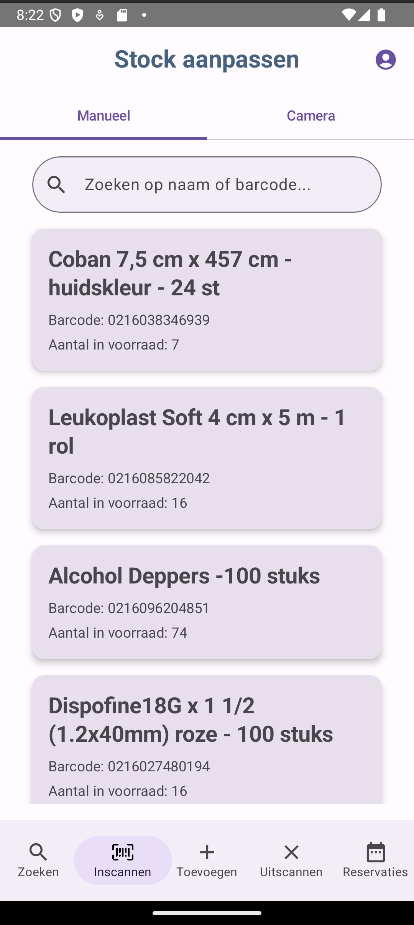 8:22
Stock aanpassen
Manueel
Camera
Zoeken op naam of barcode...
Coban 7,5 cm x 457 cm -
huidskleur - 24 st
Barcode: 0216038346939
Aantal in voorraad: 7
Leukoplast Soft 4 cm x 5 m - 1
rol
Barcode: 0216085822042
Aantal in voorraad: 16
Alcohol Deppers -100 stuks
Barcode: 0216096204851
Aantal in voorraad: 74
Dispofine18G x 1 1/2
(1.2x40mm) roze - 100 stuks
Barcode: 0216027480194
Aantal in voorraad: 16
Zoeken
Inscannen
Toevoegen
Uitscannen
Reservaties